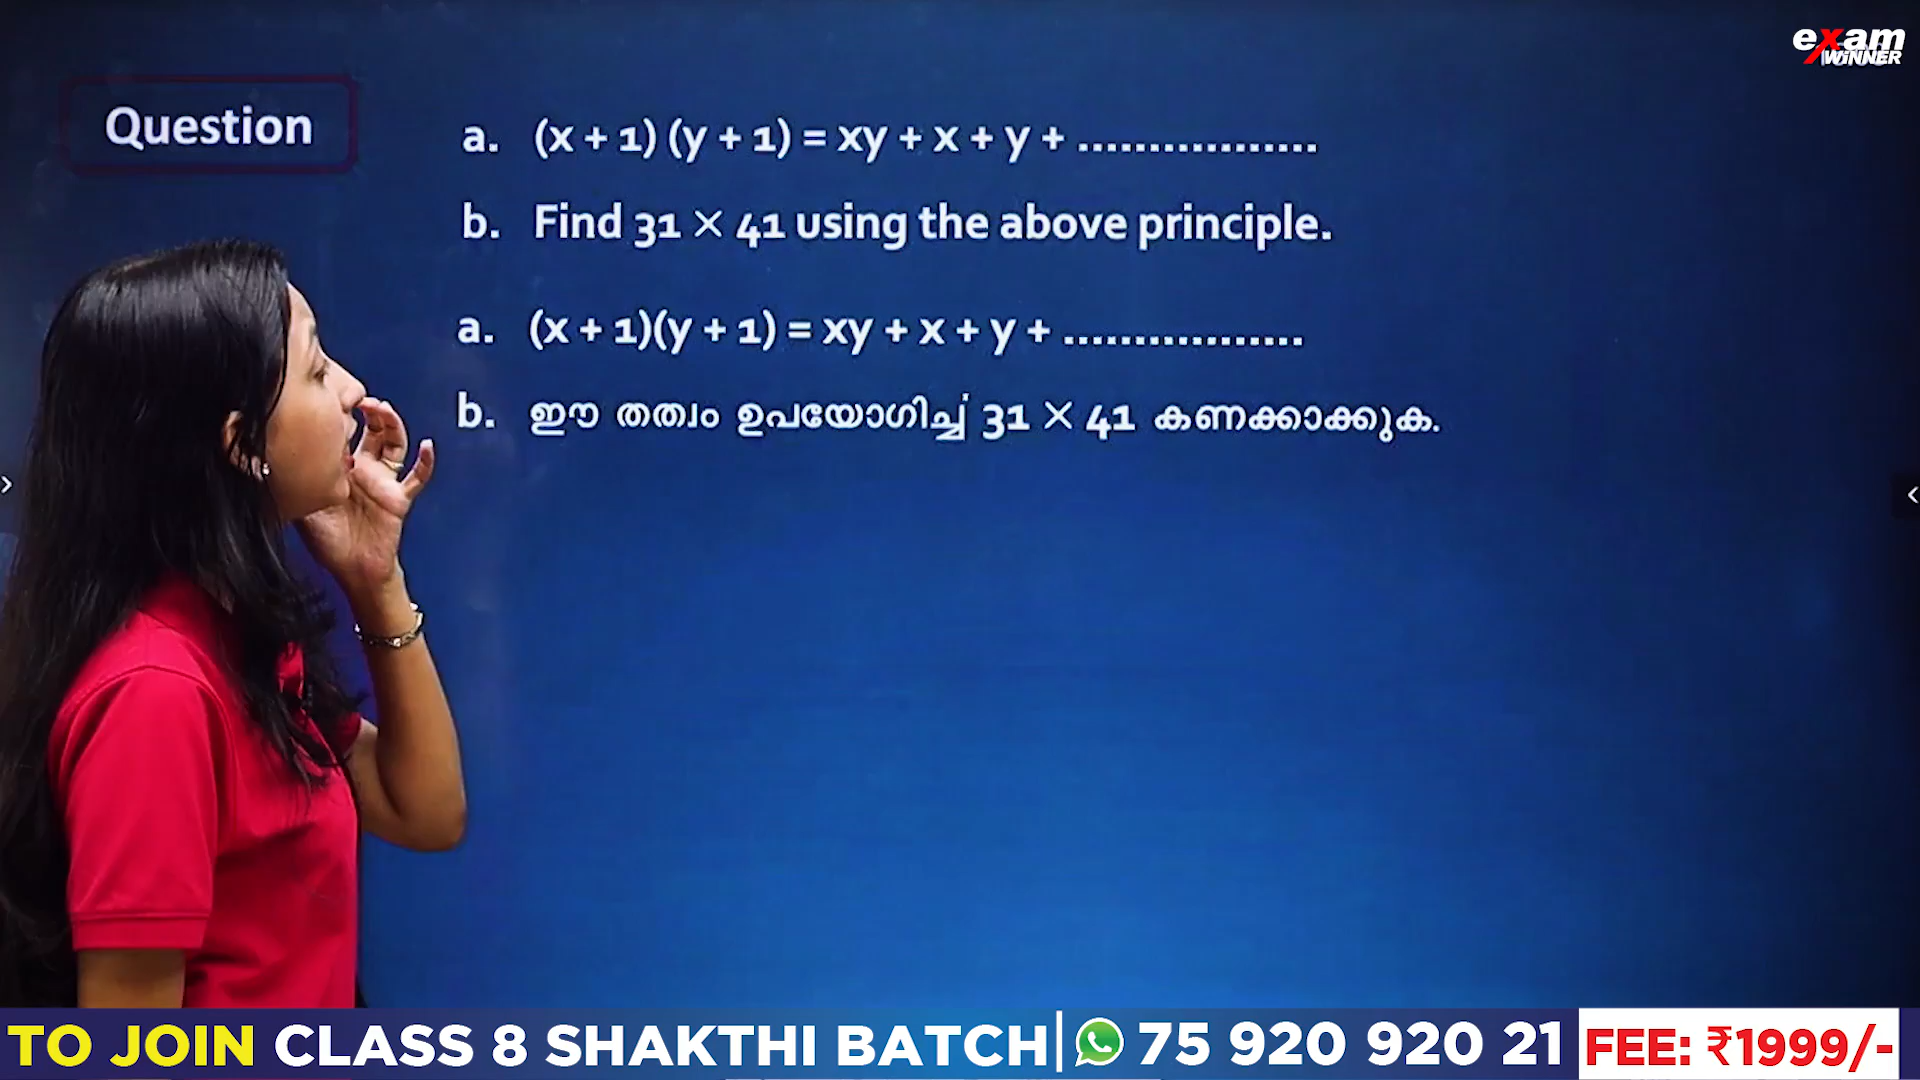 exam
WINNER
Question
a. (x + 1) (y + 1) = xy + x + y + .................
b. Find 31 × 41 using the above principle.
a. (x + 1)(y + 1) = xy + x + y + .................
b. ഈ തത്വം ഉപയോഗിച്ച് 31 × 41 കണക്കാക്കുക.
TO JOIN CLASS 8 SHAKTHI BATCH | 75 920 920 21 FEE: ₹1999/-